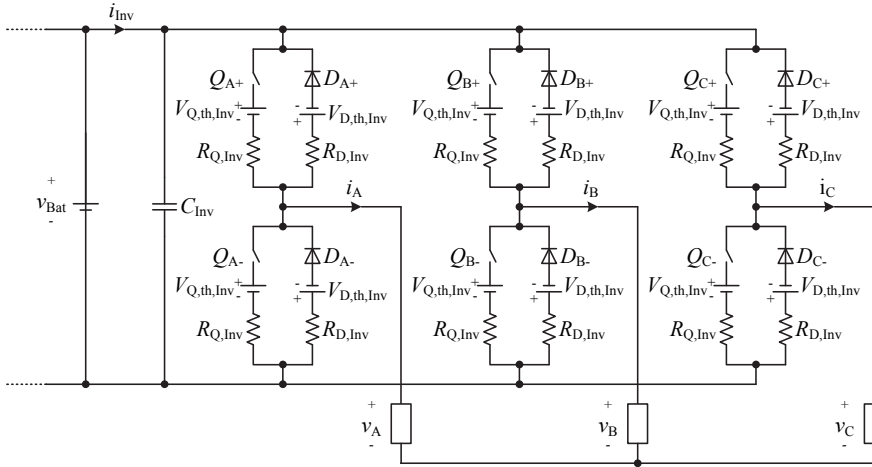 i_Inv
Q_A+ D_A+ Q_B+ D_B+ Q_C+ D_C+
V_Q,th,Inv + - - + V_D,th,Inv V_Q,th,Inv + - - + V_D,th,Inv V_Q,th,Inv + - - + V_D,th,Inv
R_Q,Inv R_D,Inv R_Q,Inv R_D,Inv R_Q,Inv R_D,Inv
i_A i_B i_C
+ v_Bat - C_Inv
Q_A- D_A- Q_B- D_B- Q_C- D_C-
V_Q,th,Inv + - - + V_D,th,Inv V_Q,th,Inv + - - + V_D,th,Inv V_Q,th,Inv + - - + V_D,th,Inv
R_Q,Inv R_D,Inv R_Q,Inv R_D,Inv R_Q,Inv R_D,Inv
+ + +
v_A v_B v_C
- - -